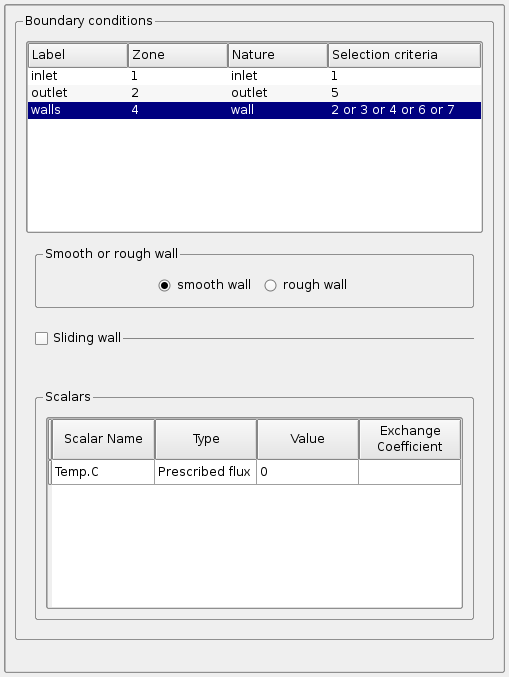 Boundary conditions
Label Zone Nature Selection criteria
inlet 1 inlet 1
outlet 2 outlet 5
walls 4 wall 2 or 3 or 4 or 6 or 7
Smooth or rough wall
smooth wall rough wall
Sliding wall
Scalars
Scalar Name Type Value Exchange
Coefficient
Temp.C Prescribed flux 0